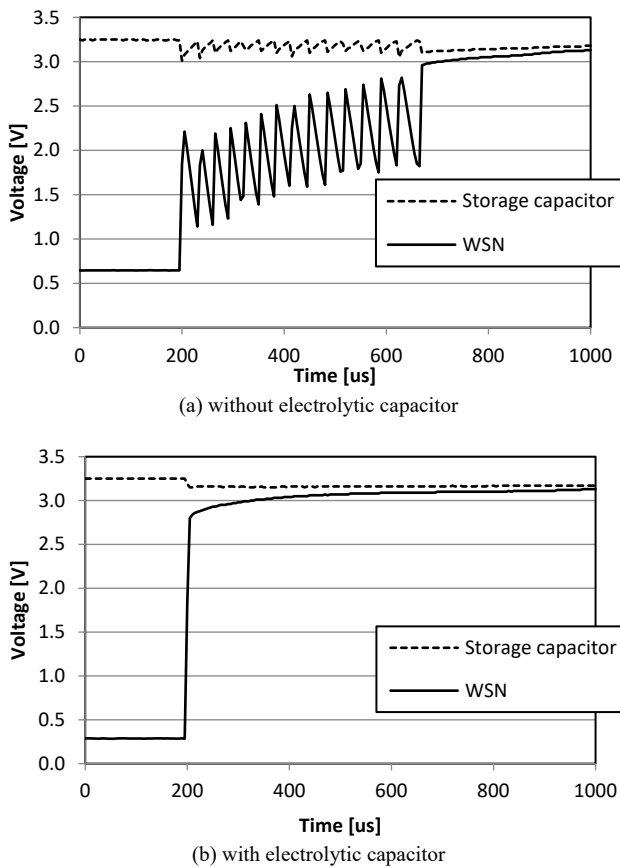 3.5
3.0
2.5
2.0
1.5
1.0
0.5
0.0
Voltage [V]
Storage capacitor
WSN
0 200 400 600 800 1000
Time [us]
(a) without electrolytic capacitor
3.5
3.0
2.5
2.0
1.5
1.0
0.5
0.0
Voltage [V]
Storage capacitor
WSN
0 200 400 600 800 1000
Time [us]
(b) with electrolytic capacitor